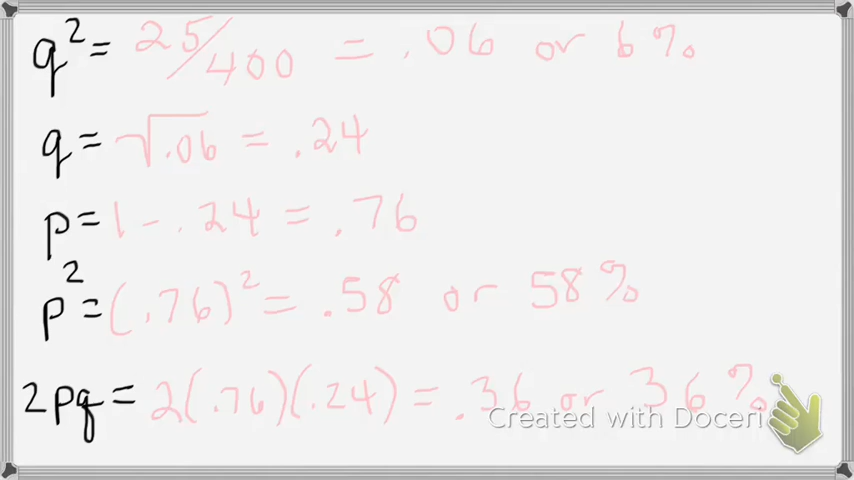 q² = 25/400 = .06 or 6%
q = √.06 = .24
p = 1 - .24 = .76
p² = (.76)² = .58 or 58%
2pq = 2(.76)(.24) = .36 or 36%
Created with Doceri